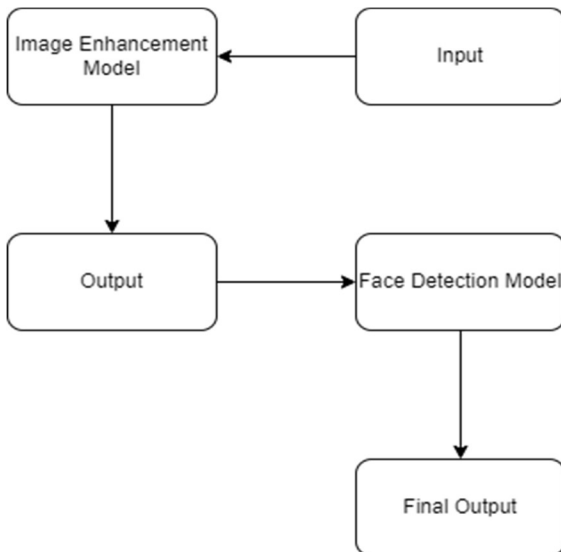 Image Enhancement
Model
Input
Output
Face Detection Model
Final Output